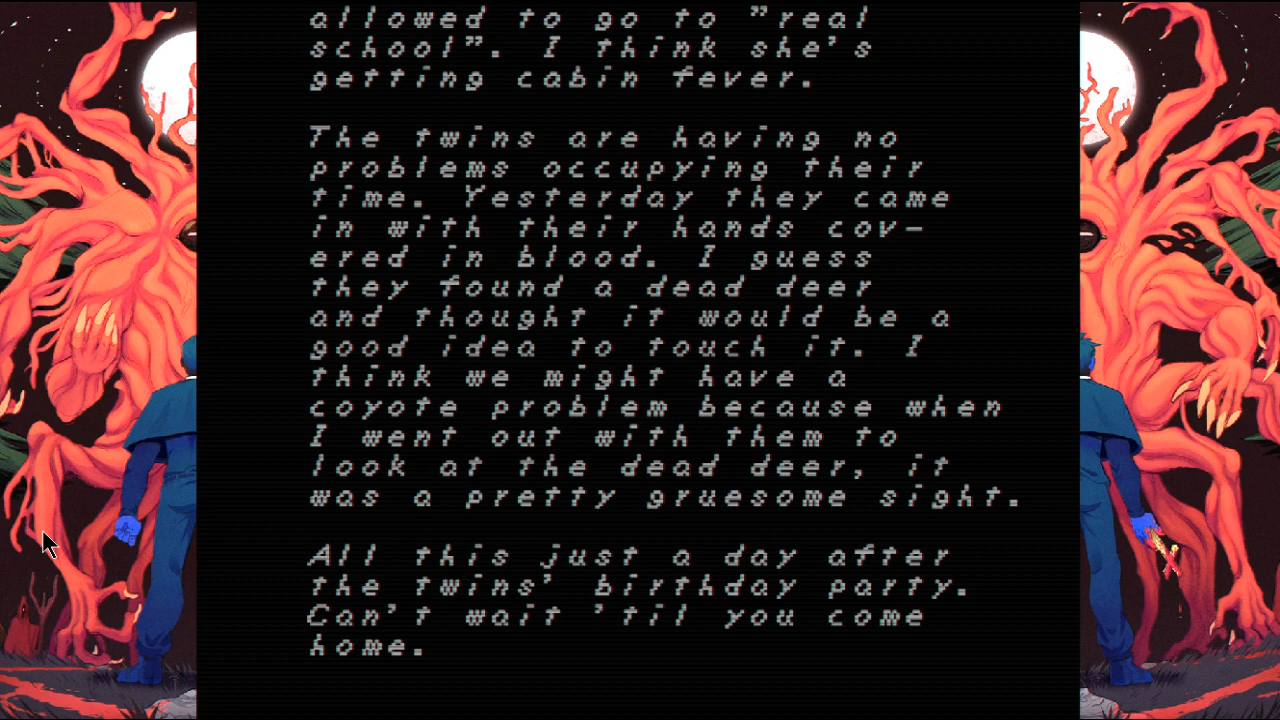 allowed to go to "real
school". I think she's
getting cabin fever.
The twins are having no
problems occupying their
time. Yesterday they came
in with their hands cov-
ered in blood. I guess
they found a dead deer
and thought it would be a
good idea to touch it. I
think we might have a
coyote problem because when
I went out with them to
look at the dead deer, it
was a pretty gruesome sight.
All this just a day after
the twins' birthday party.
Can't wait 'til you come
home.